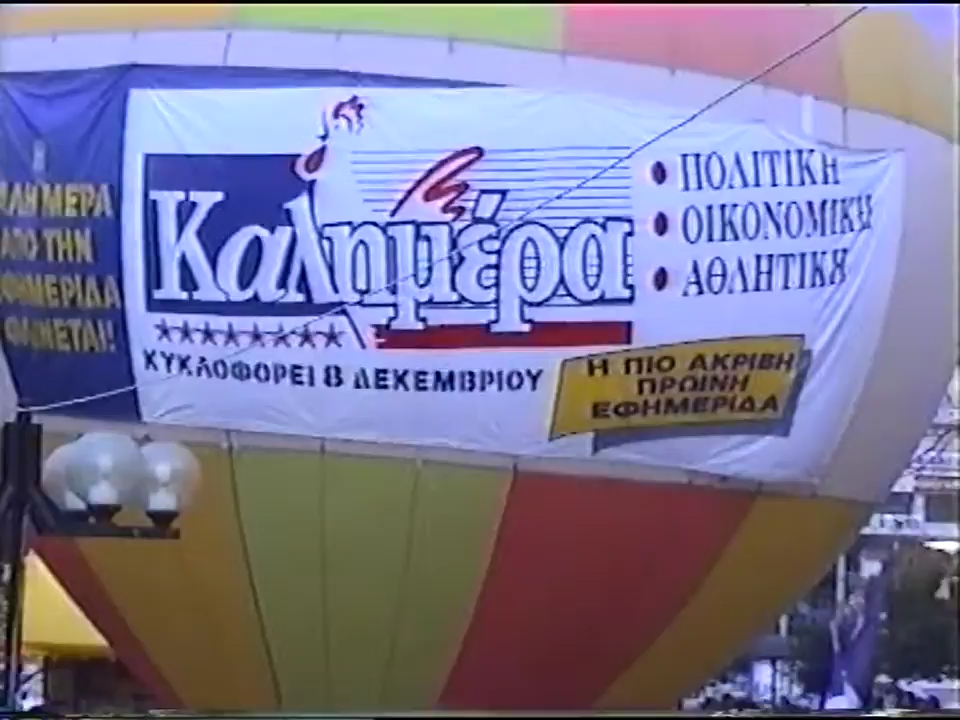 Η
ΚΑΛΗΜΕΡΑ
ΑΠΟ ΤΗΝ
ΕΦΗΜΕΡΙΔΑ
ΦΑΙΝΕΤΑΙ!
Καλημέρα
ΚΥΚΛΟΦΟΡΕΙ 8 ΔΕΚΕΜΒΡΙΟΥ
• ΠΟΛΙΤΙΚΗ
• ΟΙΚΟΝΟΜΙΚΗ
• ΑΘΛΗΤΙΚΗ
Η ΠΙΟ ΑΚΡΙΒΗ
ΠΡΩΙΝΗ
ΕΦΗΜΕΡΙΔΑ